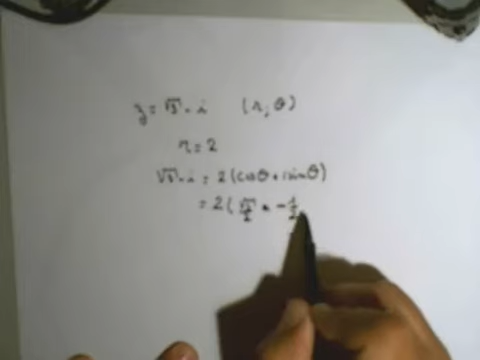 z = √3 - i (r, θ)
r = 2
√3 - i = 2 (cosθ + i sinθ)
= 2 ( √3/2 + - 1/2